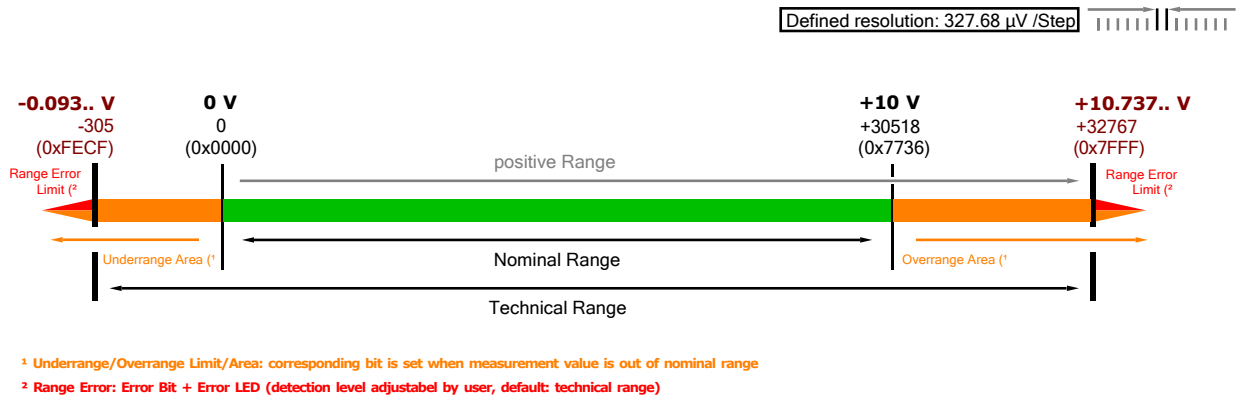 Defined resolution: 327.68 µV /Step
-0.093.. V 0 V +10 V +10.737.. V
-305 0 +30518 +32767
(0xFECF) (0x0000) (0x7736) (0x7FFF)
positive Range
Range Error
Limit (²
Range Error
Limit (²
Underrange Area (¹ Nominal Range Overrange Area (¹
Technical Range
¹ Underrange/Overrange Limit/Area: corresponding bit is set when measurement value is out of nominal range
² Range Error: Error Bit + Error LED (detection level adjustabel by user, default: technical range)